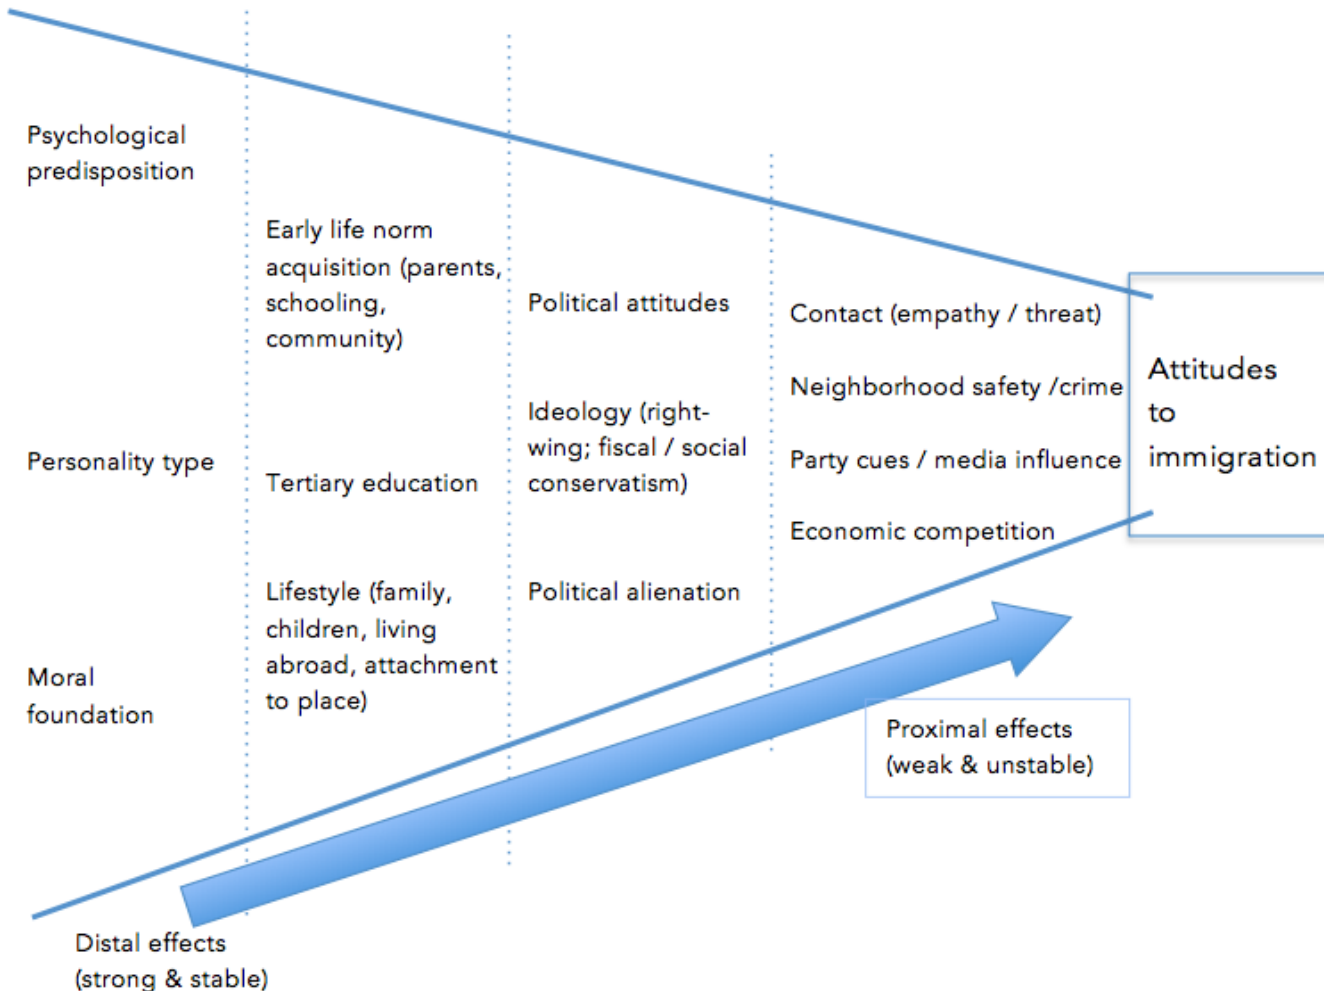 Psychological
predisposition
Personality type
Moral
foundation
Early life norm
acquisition (parents,
schooling,
community)
Tertiary education
Lifestyle (family,
children, living
abroad, attachment
to place)
Political attitudes
Ideology (right-
wing; fiscal / social
conservatism)
Political alienation
Contact (empathy / threat)
Neighborhood safety /crime
Party cues / media influence
Economic competition
Attitudes
to
immigration
Proximal effects
(weak & unstable)
Distal effects
(strong & stable)